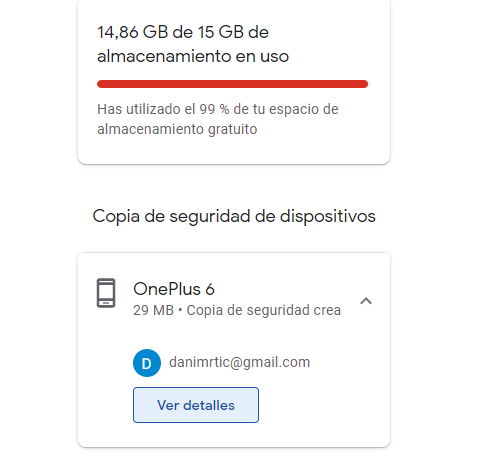 14,86 GB de 15 GB de
almacenamiento en uso
Has utilizado el 99 % de tu espacio de
almacenamiento gratuito
Copia de seguridad de dispositivos
OnePlus 6
29 MB • Copia de seguridad crea
D danimrtic@gmail.com
Ver detalles